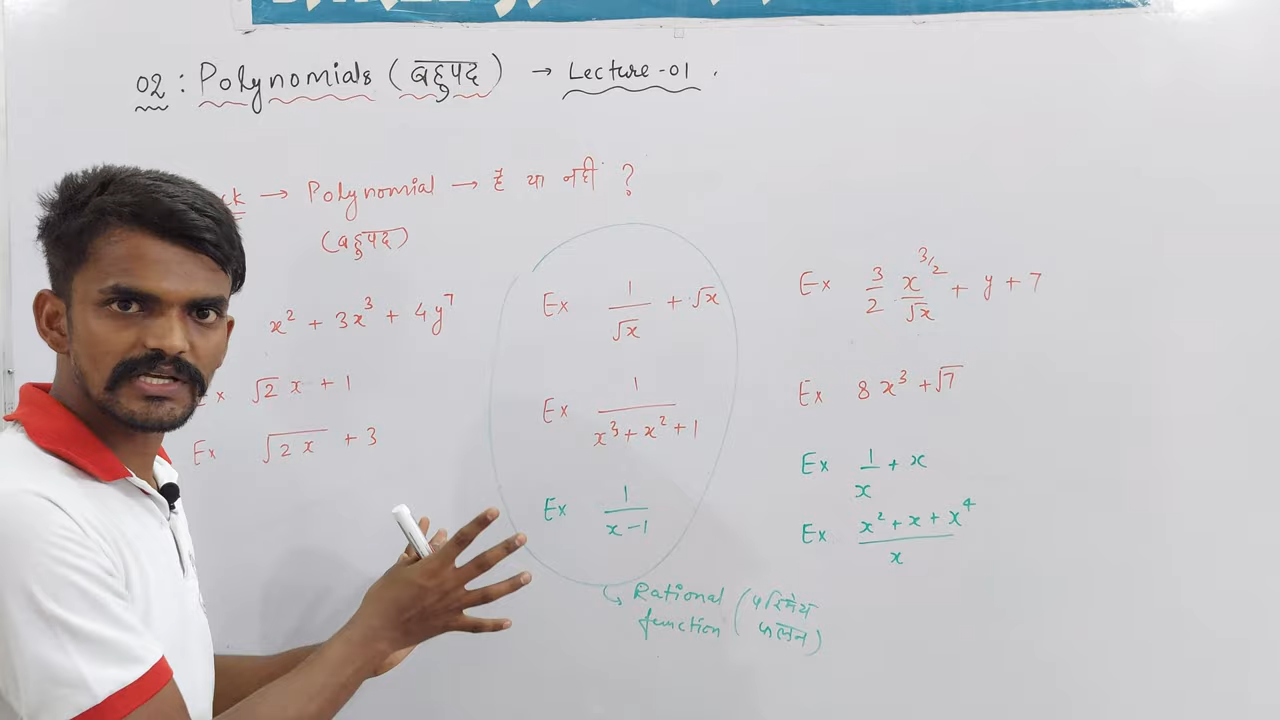 02 : Polynomials (बहुपद) → Lecture-01 .
ck → Polynomial → है या नही ?
(बहुपद)
x² + 3x³ + 4y⁷
Ex √2 x + 1
Ex √(2x) + 3
Ex 1/√x + √x
Ex 1/(x³ + x² + 1)
Ex 1/(x - 1)
Rational function (परिमेय फलन)
Ex 3/2 x^(3/2)/√x + y + 7
Ex 8x³ + √7
Ex 1/x + x
Ex (x² + x + x⁴)/x